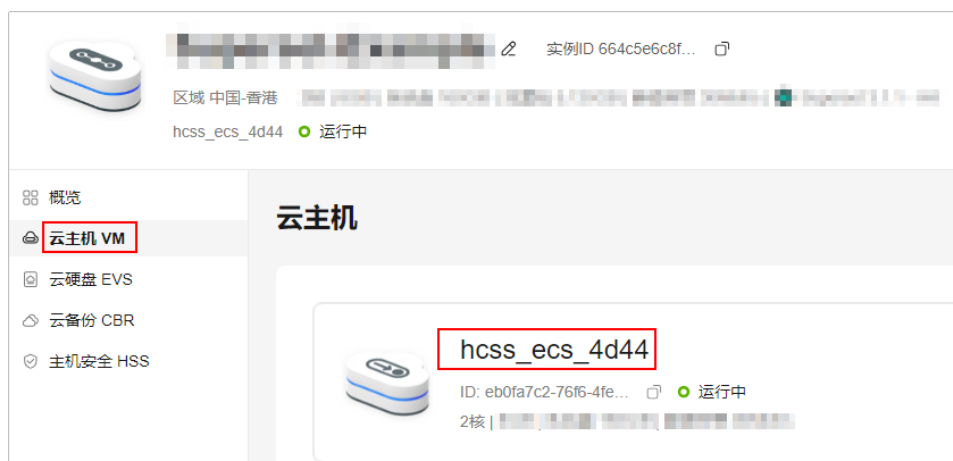 实例ID 664c5e6c8f...
区域 中国-香港
hcss_ecs_4d44 运行中
概览
云主机 VM
云硬盘 EVS
云备份 CBR
主机安全 HSS
云主机
hcss_ecs_4d44
ID: eb0fa7c2-76f6-4fe... 运行中
2核 |